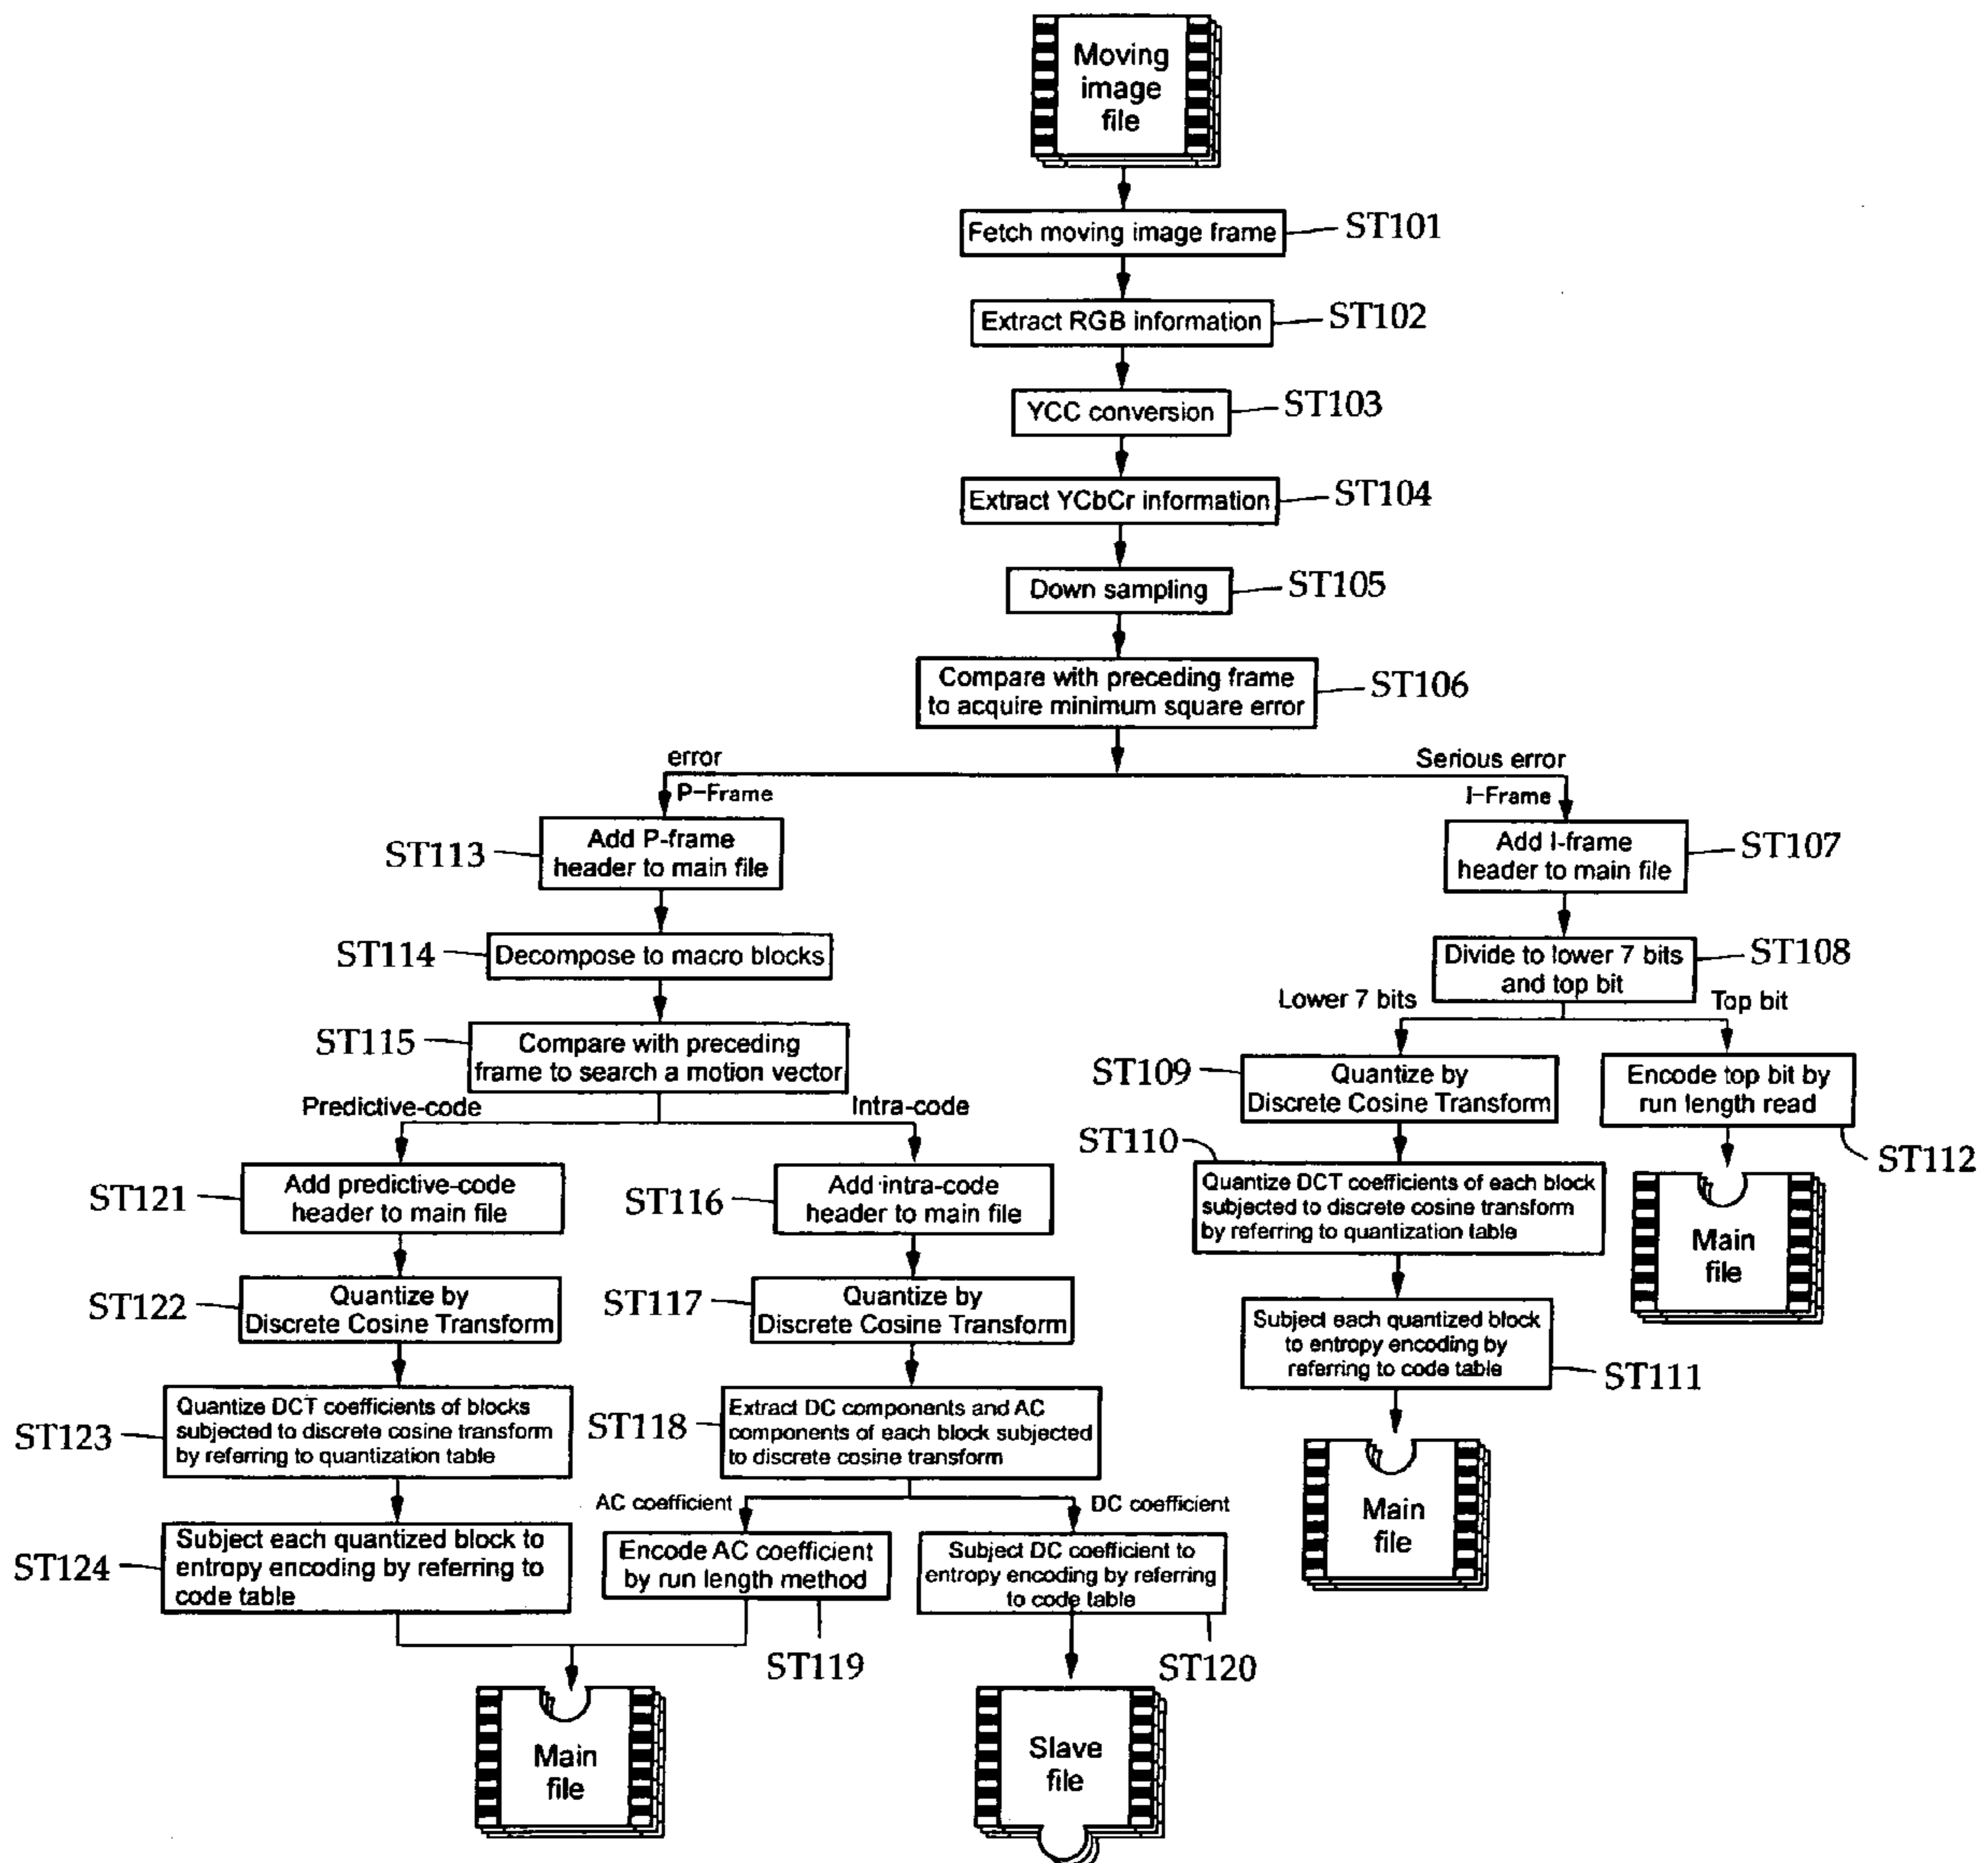 Moving
image
file
Fetch moving image frame
ST101
Extract RGB information
ST102
YCC conversion
ST103
Extract YCbCr information
ST104
Down sampling
ST105
Compare with preceding frame
to acquire minimum square error
ST106
error
P-Frame
Serious error
I-Frame
ST113
Add P-frame
header to main file
Add I-frame
header to main file
ST107
ST114
Decompose to macro blocks
Divide to lower 7 bits
and top bit
ST108
Lower 7 bits
Top bit
ST115
Compare with preceding
frame to search a motion vector
ST109
Quantize by
Discrete Cosine Transform
Encode top bit by
run length read
ST112
Predictive-code
Intra-code
ST110
Quantize DCT coefficients of each block
subjected to discrete cosine transform
by referring to quantization table
Main
file
ST121
Add predictive-code
header to main file
ST116
Add intra-code
header to main file
ST122
Quantize by
Discrete Cosine Transform
ST117
Quantize by
Discrete Cosine Transform
Subject each quantized block
to entropy encoding by
referring to code table
ST111
ST123
Quantize DCT coefficients of blocks
subjected to discrete cosine transform
by referring to quantization table
ST118
Extract DC components and AC
components of each block subjected
to discrete cosine transform
Main
file
AC coefficient
DC coefficient
ST124
Subject each quantized block to
entropy encoding by referring to
code table
Encode AC coefficient
by run length method
Subject DC coefficient to
entropy encoding by referring
to code table
ST119
ST120
Main
file
Slave
file